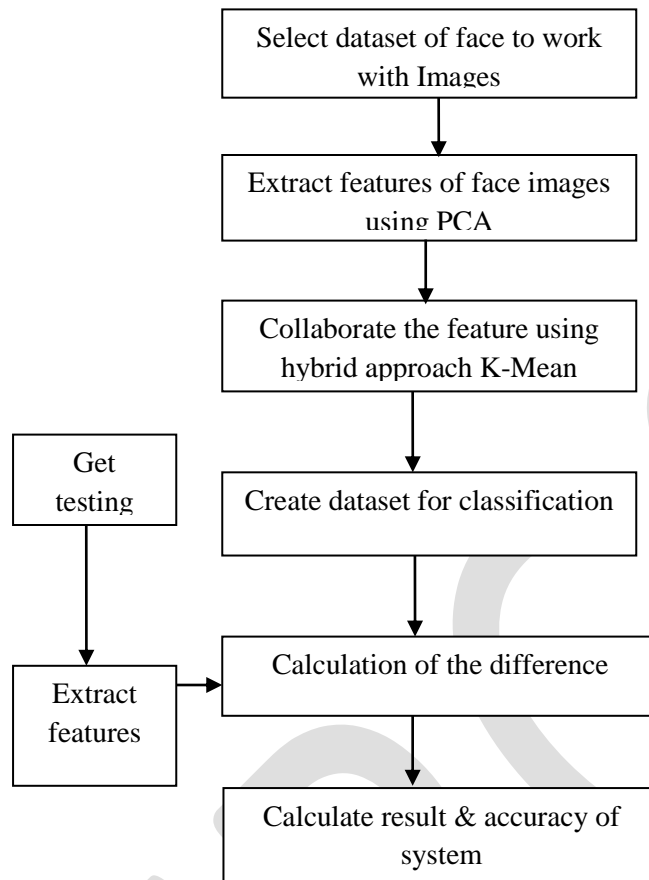 Select dataset of face to work
with Images
Extract features of face images
using PCA
Collaborate the feature using
hybrid approach K-Mean
Get
testing
Create dataset for classification
Extract
features
Calculation of the difference
Calculate result & accuracy of
system